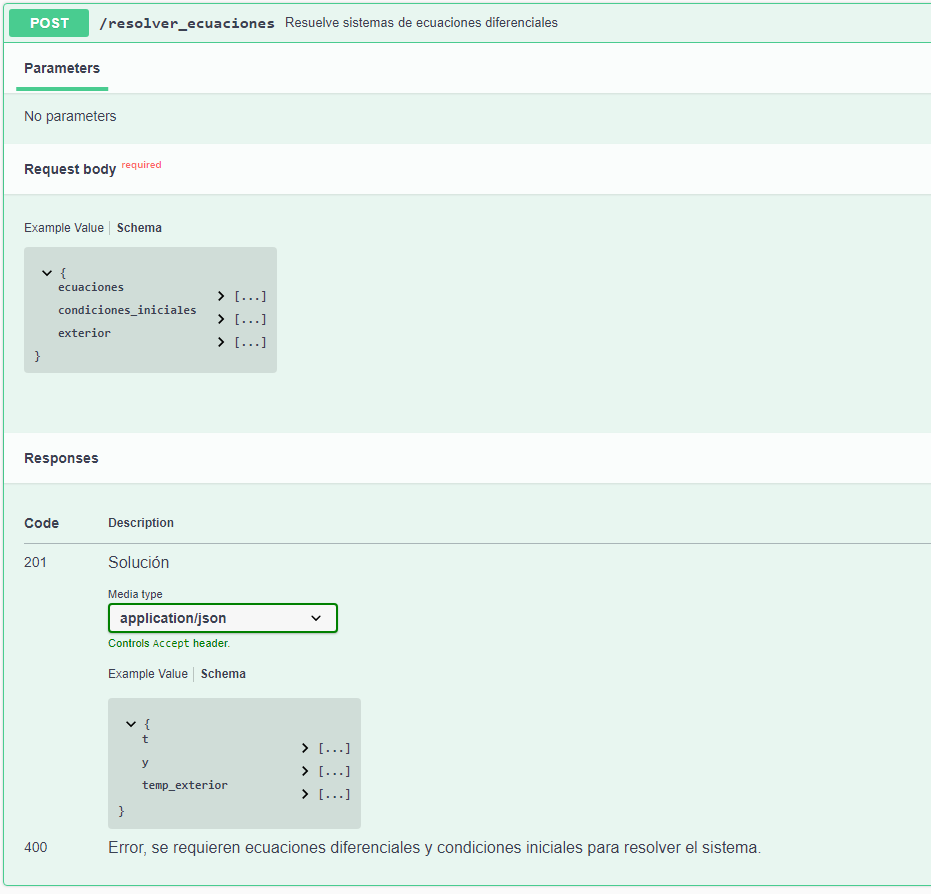 POST /resolver_ecuaciones Resuelve sistemas de ecuaciones diferenciales
Parameters
No parameters
Request body required
Example Value Schema
{
ecuaciones [...]
condiciones_iniciales [...]
exterior [...]
}
Responses
Code Description
201 Solución
Media type
application/json
Controls Accept header.
Example Value Schema
{
t [...]
y [...]
temp_exterior [...]
}
400 Error, se requieren ecuaciones diferenciales y condiciones iniciales para resolver el sistema.